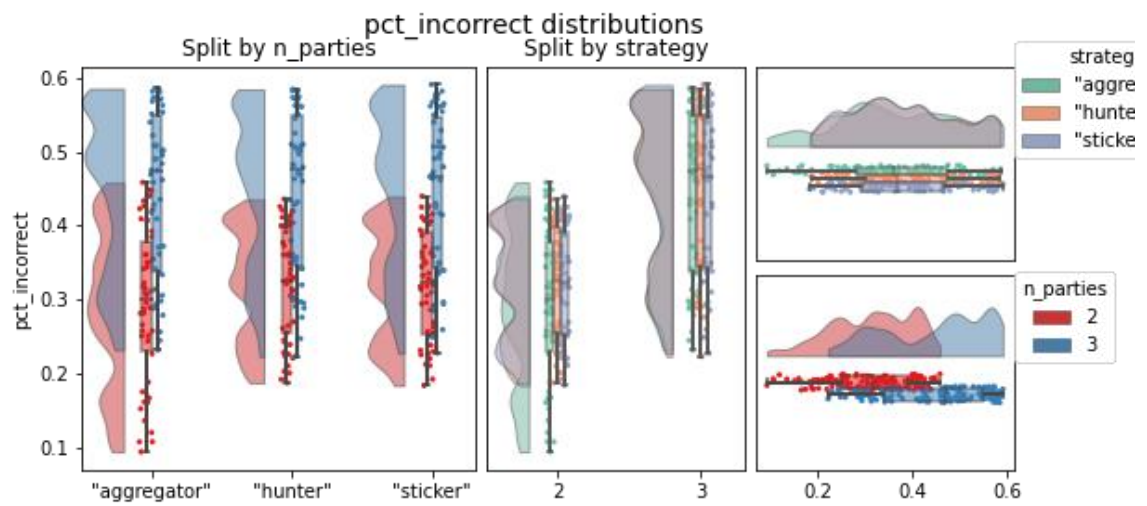 pct_incorrect distributions
Split by n_parties
Split by strategy
strateg
"aggre
"hunte
"sticke
n_parties
2
3
pct_incorrect
0.6
0.5
0.4
0.3
0.2
0.1
"aggregator"
"hunter"
"sticker"
2
3
0.2
0.4
0.6